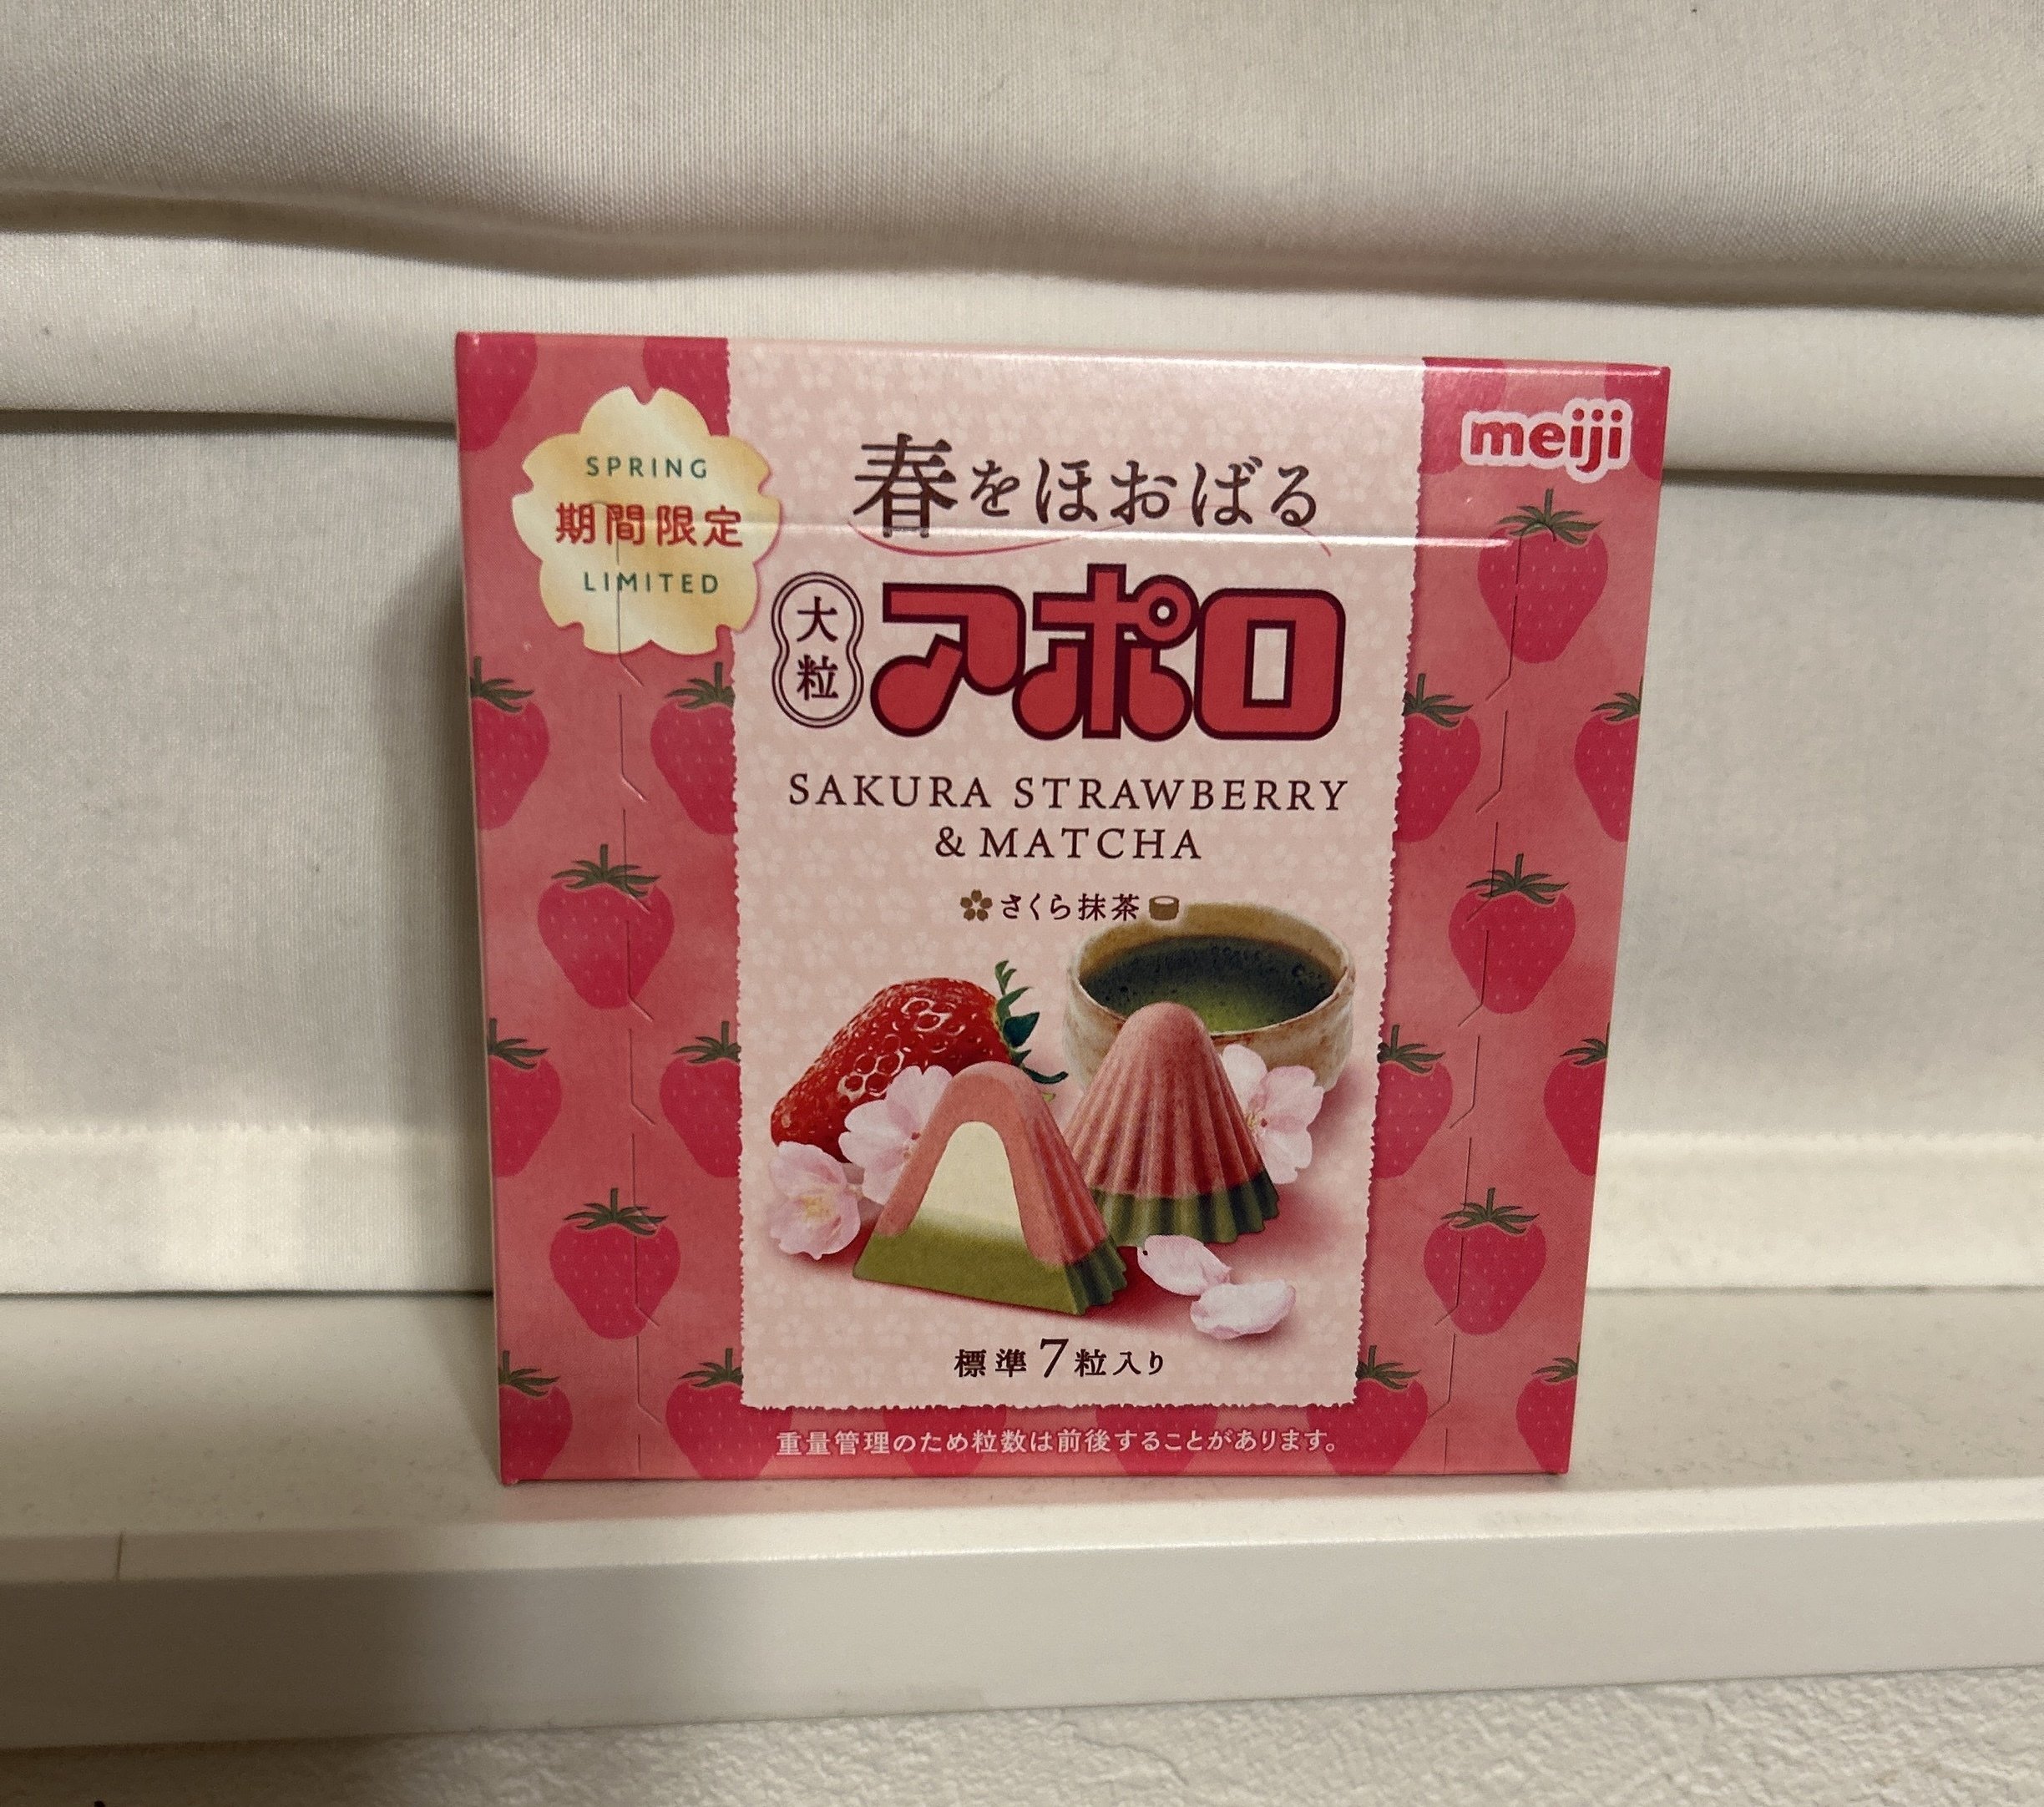 meiji
SPRING
期間限定
LIMITED
春をほおばる
大粒
アポロ
SAKURA STRAWBERRY
& MATCHA
さくら抹茶
標準7粒入り
重量管理のため粒数は前後することがあります。